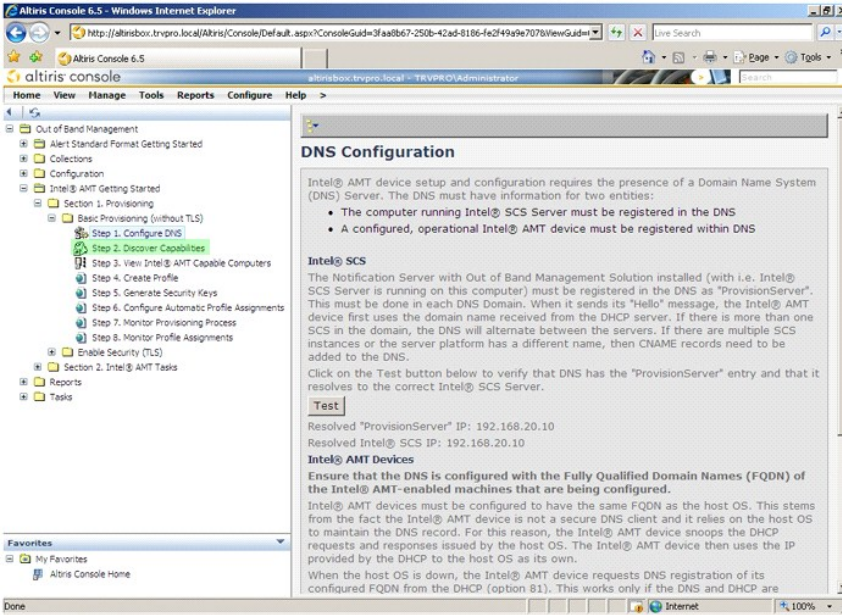 Altiris Console 6.5 - Windows Internet Explorer
http://altirisbox.trvpro.local/Altiris/Console/Default.aspx?ConsoleGuid=3faa8b67-250b-42ad-8186-fe2f49a9e707&ViewGuid=
Live Search
Altiris Console 6.5
Page
Tools
altiris console
altirisbox.trvpro.local - TRVPRO\Administrator
Search
Home View Manage Tools Reports Configure Help >
Out of Band Management
Alert Standard Format Getting Started
Collections
Configuration
Intel® AMT Getting Started
Section 1. Provisioning
Basic Provisioning (without TLS)
Step 1. Configure DNS
Step 2. Discover Capabilities
Step 3. View Intel® AMT Capable Computers
Step 4. Create Profile
Step 5. Generate Security Keys
Step 6. Configure Automatic Profile Assignments
Step 7. Monitor Provisioning Process
Step 8. Monitor Profile Assignments
Enable Security (TLS)
Section 2. Intel® AMT Tasks
Reports
Tasks
Favorites
My Favorites
Altiris Console Home
DNS Configuration
Intel® AMT device setup and configuration requires the presence of a Domain Name System
(DNS) Server. The DNS must have information for two entities:
• The computer running Intel® SCS Server must be registered in the DNS
• A configured, operational Intel® AMT device must be registered within DNS
Intel® SCS
The Notification Server with Out of Band Management Solution installed (with i.e. Intel®
SCS Server is running on this computer) must be registered in the DNS as "ProvisionServer".
This must be done in each DNS Domain. When it sends its "Hello" message, the Intel® AMT
device first uses the domain name received from the DHCP server. If there is more than one
SCS in the domain, the DNS will alternate between the servers. If there are multiple SCS
instances or the server platform has a different name, then CNAME records need to be
added to the DNS.
Click on the Test button below to verify that DNS has the "ProvisionServer" entry and that it
resolves to the correct Intel® SCS Server.
Test
Resolved "ProvisionServer" IP: 192.168.20.10
Resolved Intel® SCS IP: 192.168.20.10
Intel® AMT Devices
Ensure that the DNS is configured with the Fully Qualified Domain Names (FQDN) of
the Intel® AMT-enabled machines that are being configured.
Intel® AMT devices must be configured to have the same FQDN as the host OS. This stems
from the fact the Intel® AMT device is not a secure DNS client and it relies on the host OS
to maintain the DNS record. For this reason, the Intel® AMT device snoops the DHCP
requests and responses issued by the host OS. The Intel® AMT device then uses the IP
provided by the DHCP to the host OS as its own.
When the host OS is down, the Intel® AMT device requests DNS registration of its
configured FQDN from the DHCP (option 81). This works only if the DNS and DHCP are
Done
Internet
100%